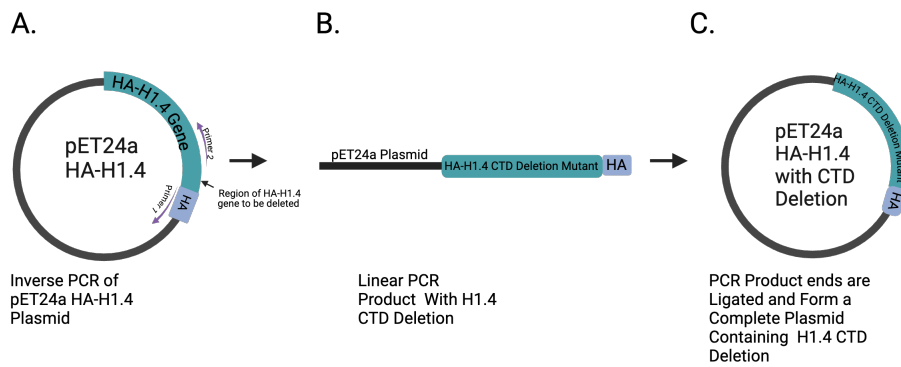 A.
HA-H1.4 Gene
pET24a
HA-H1.4
Primer 2
Primer 1
HA
Region of HA-H1.4
gene to be deleted
Inverse PCR of
pET24a HA-H1.4
Plasmid
B.
pET24a Plasmid
HA-H1.4 CTD Deletion Mutant
HA
Linear PCR
Product With H1.4
CTD Deletion
C.
HA-H1.4 CTD Deletion Mutant
pET24a
HA-H1.4
with CTD
Deletion
HA
PCR Product ends are
Ligated and Form a
Complete Plasmid
Containing H1.4 CTD
Deletion